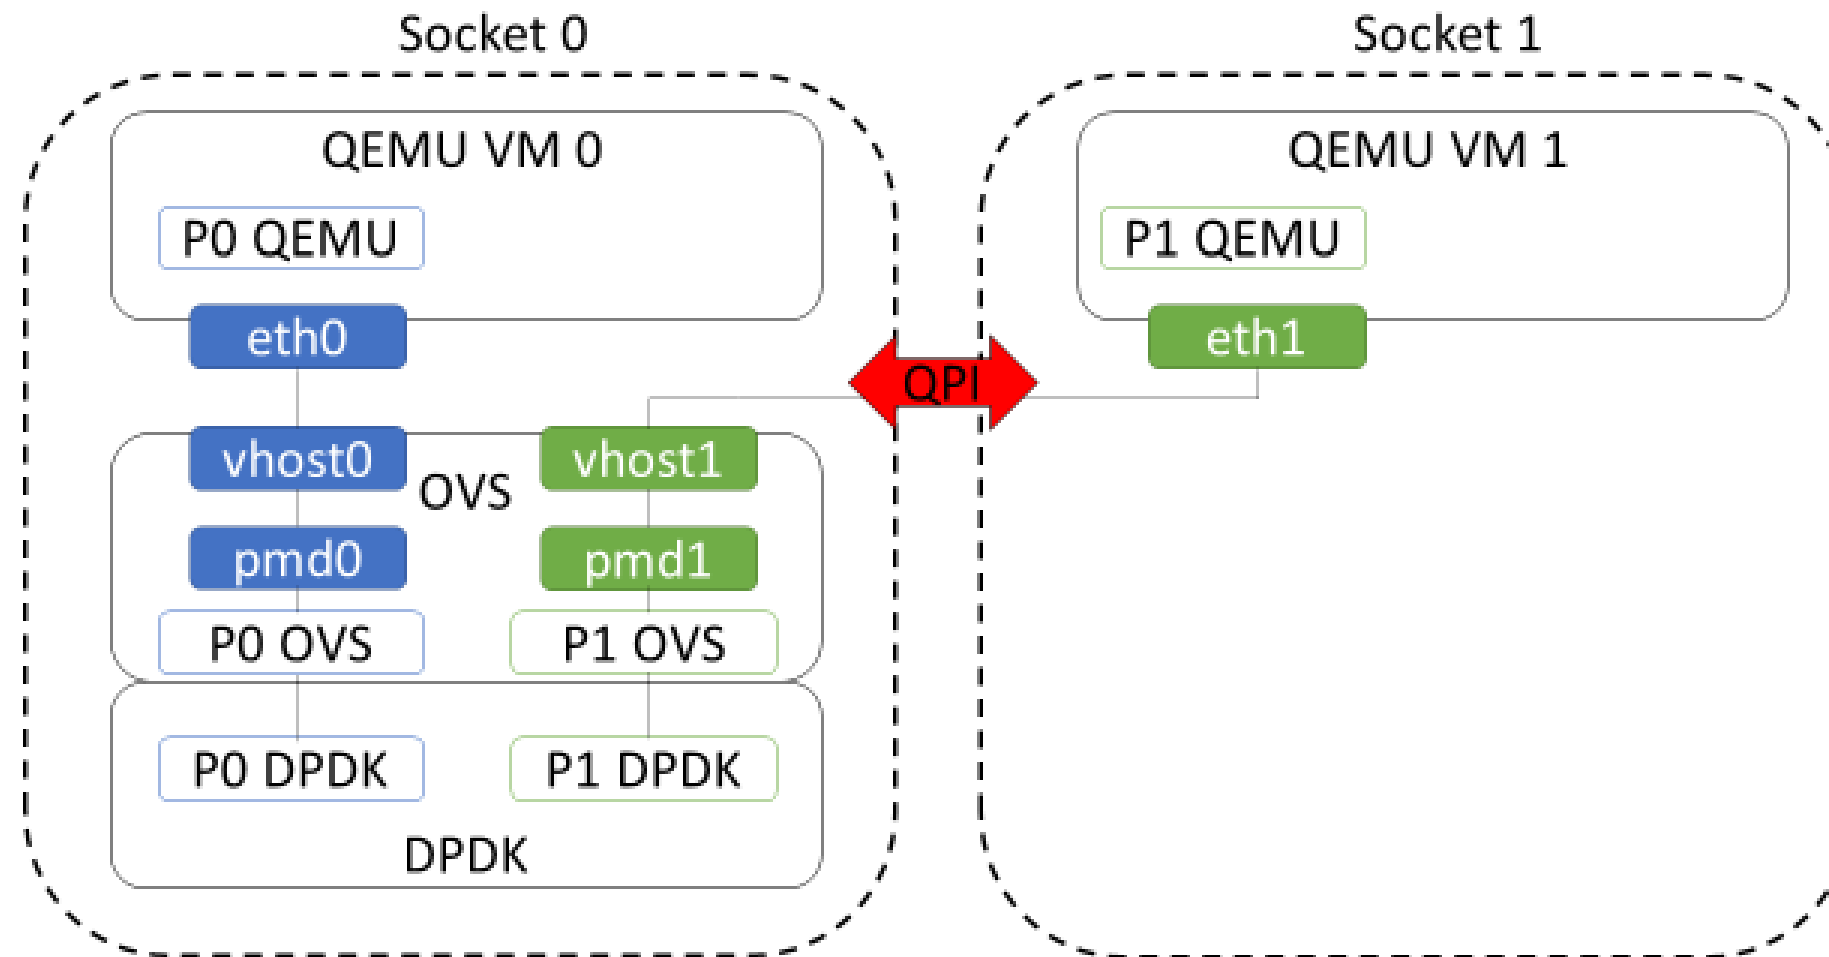 Socket 0
Socket 1
QEMU VM 0
QEMU VM 1
P0 QEMU
P1 QEMU
eth0
eth1
QPI
vhost0
OVS
vhost1
pmd0
pmd1
P0 OVS
P1 OVS
P0 DPDK
P1 DPDK
DPDK